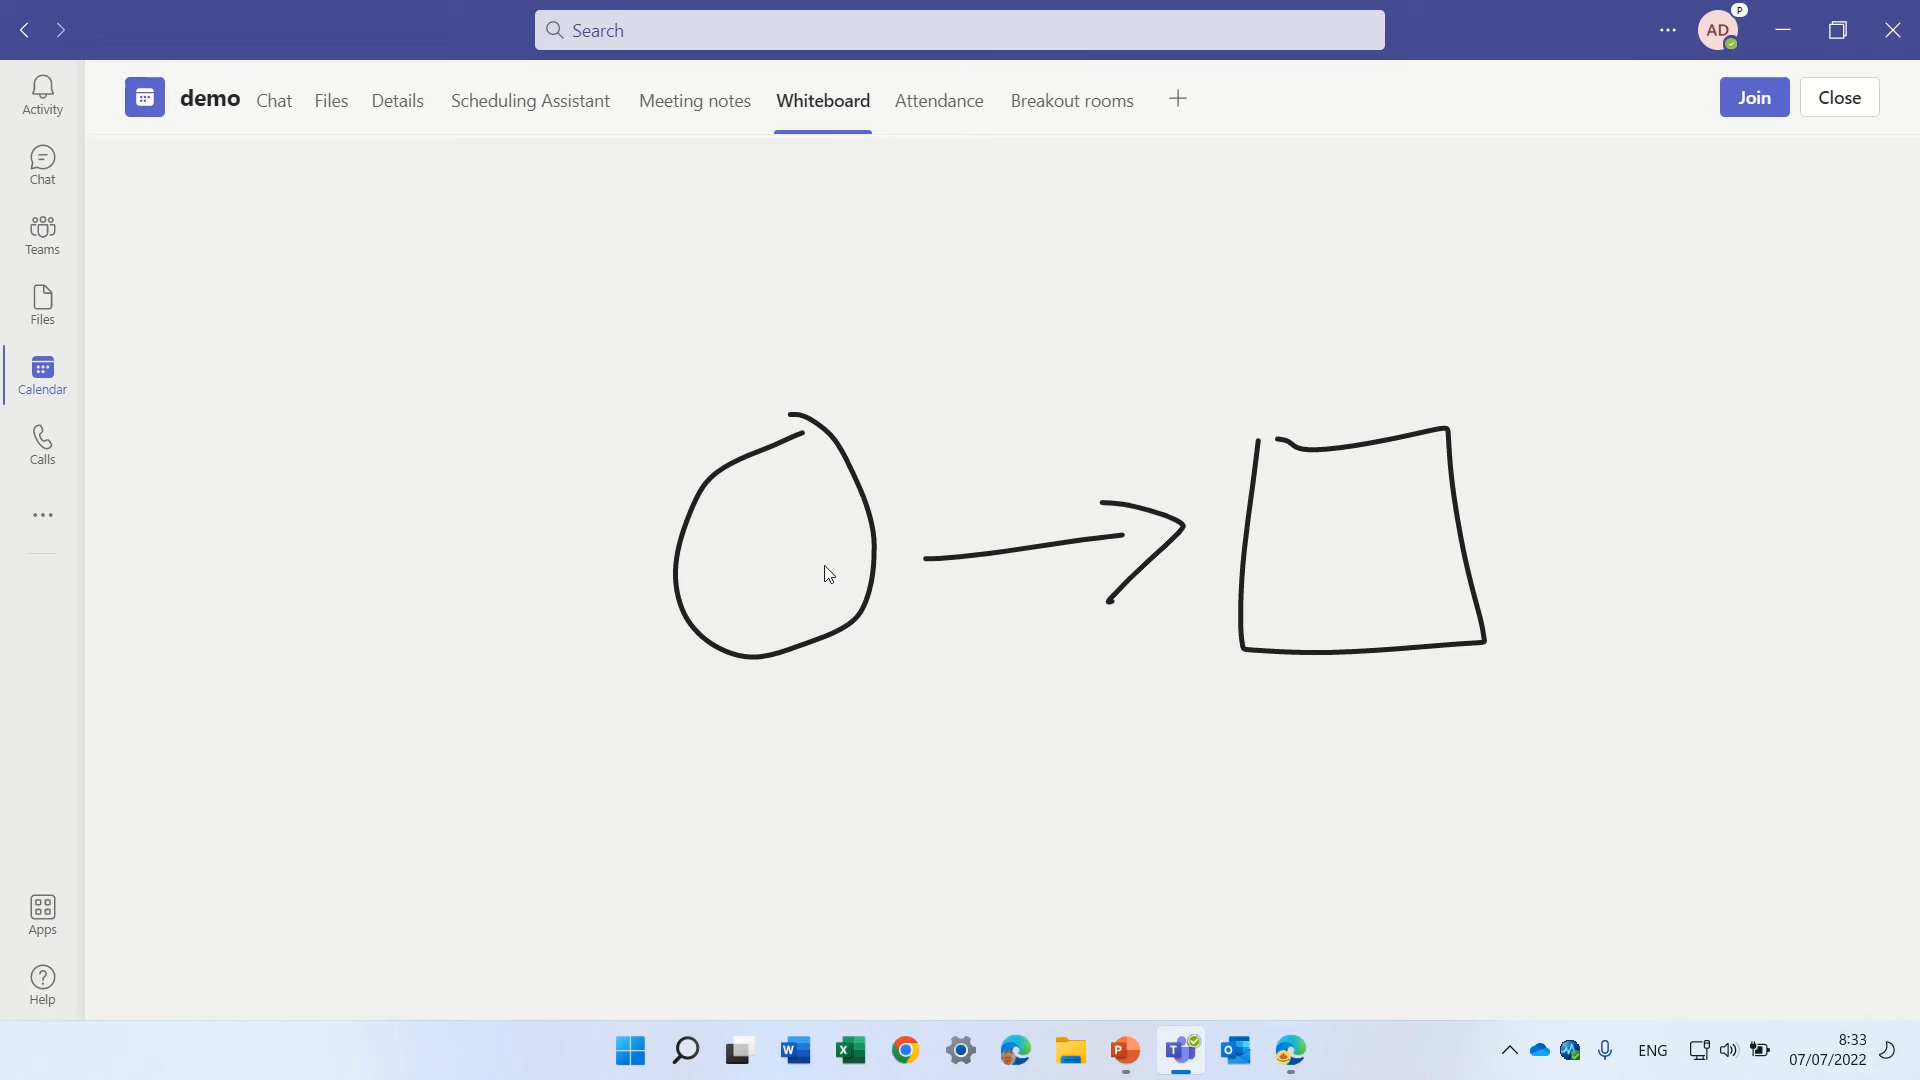 Search
AD
P
demo Chat Files Details Scheduling Assistant Meeting notes Whiteboard Attendance Breakout rooms
Join Close
Activity
Chat
Teams
Files
Calendar
Calls
Apps
Help
ENG
8:33
07/07/2022